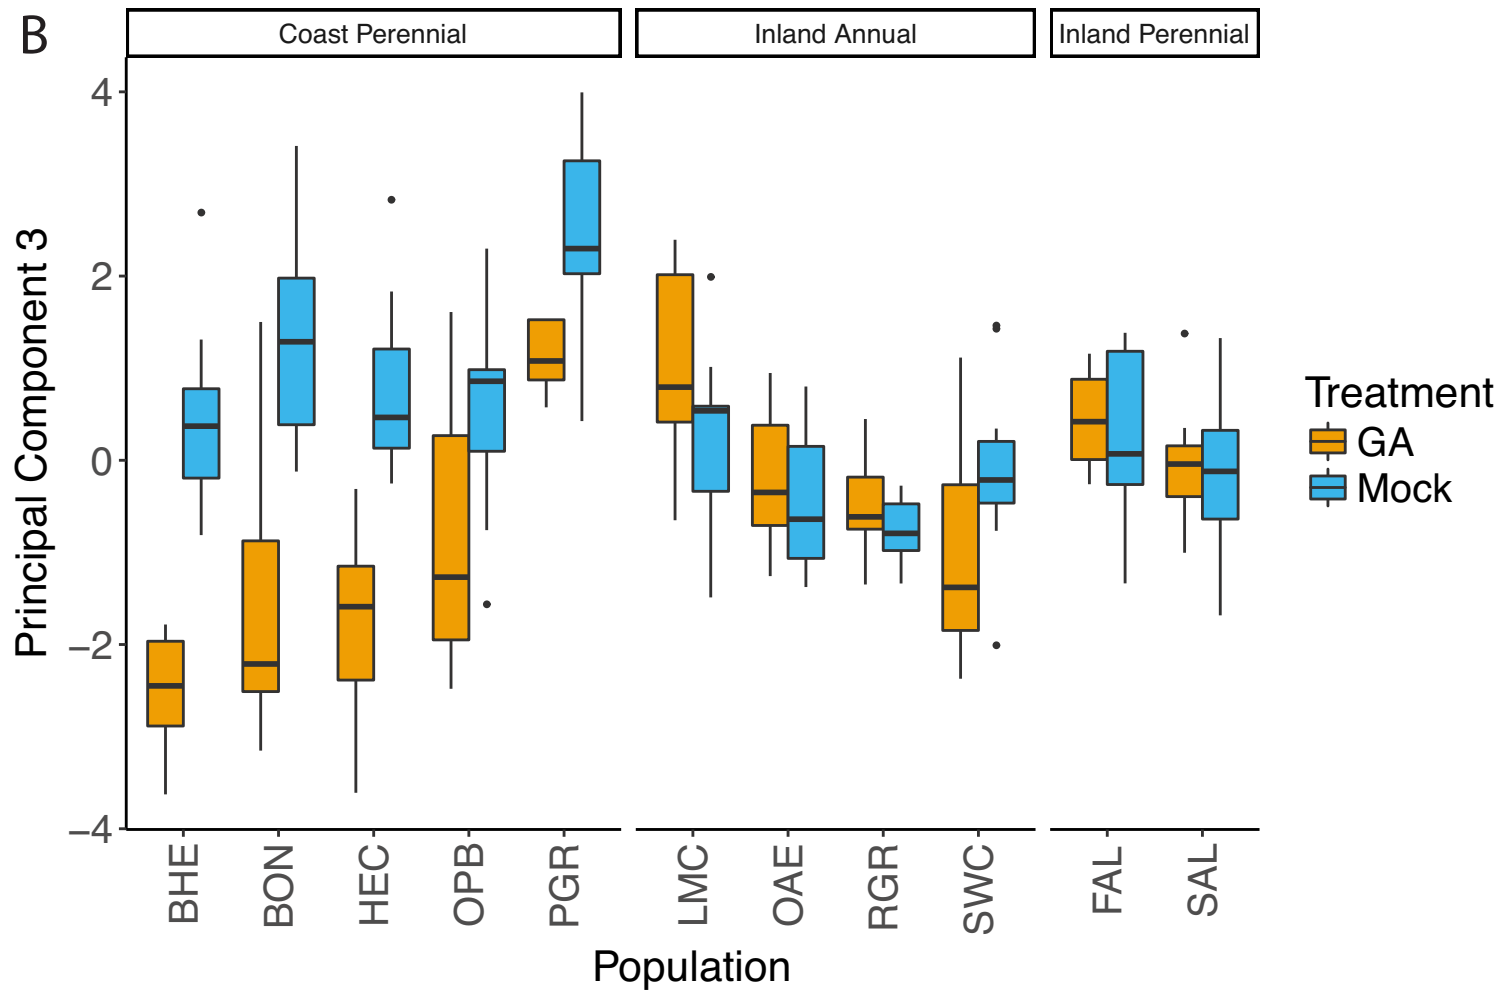 B
Coast Perennial
Inland Annual
Inland Perennial
Principal Component 3
4
2
0
−2
−4
BHE
BON
HEC
OPB
PGR
LMC
OAE
RGR
SWC
FAL
SAL
Population
Treatment
GA
Mock